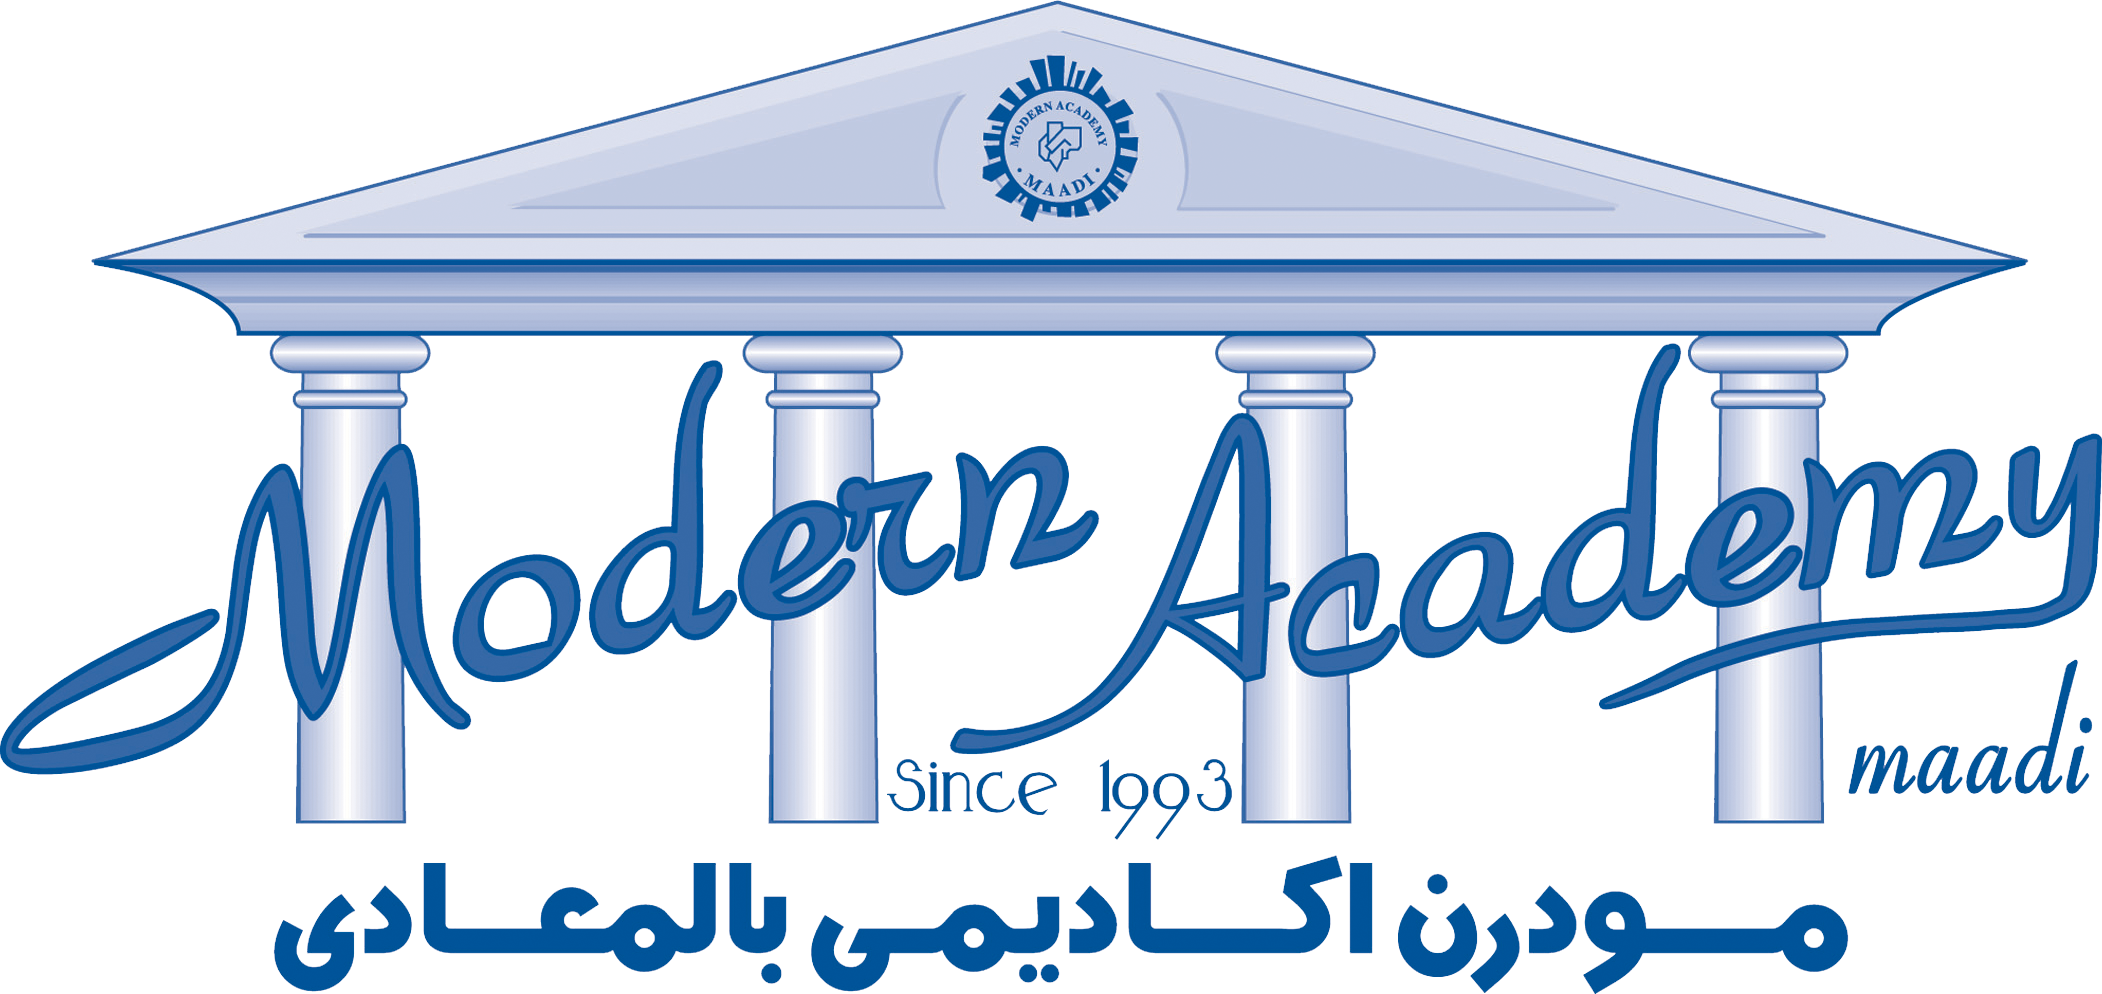 MODERN ACADEMY
• MAADI •
Modern Academy
maadi
Since 1993
مودرن اكاديمى بالمعادى